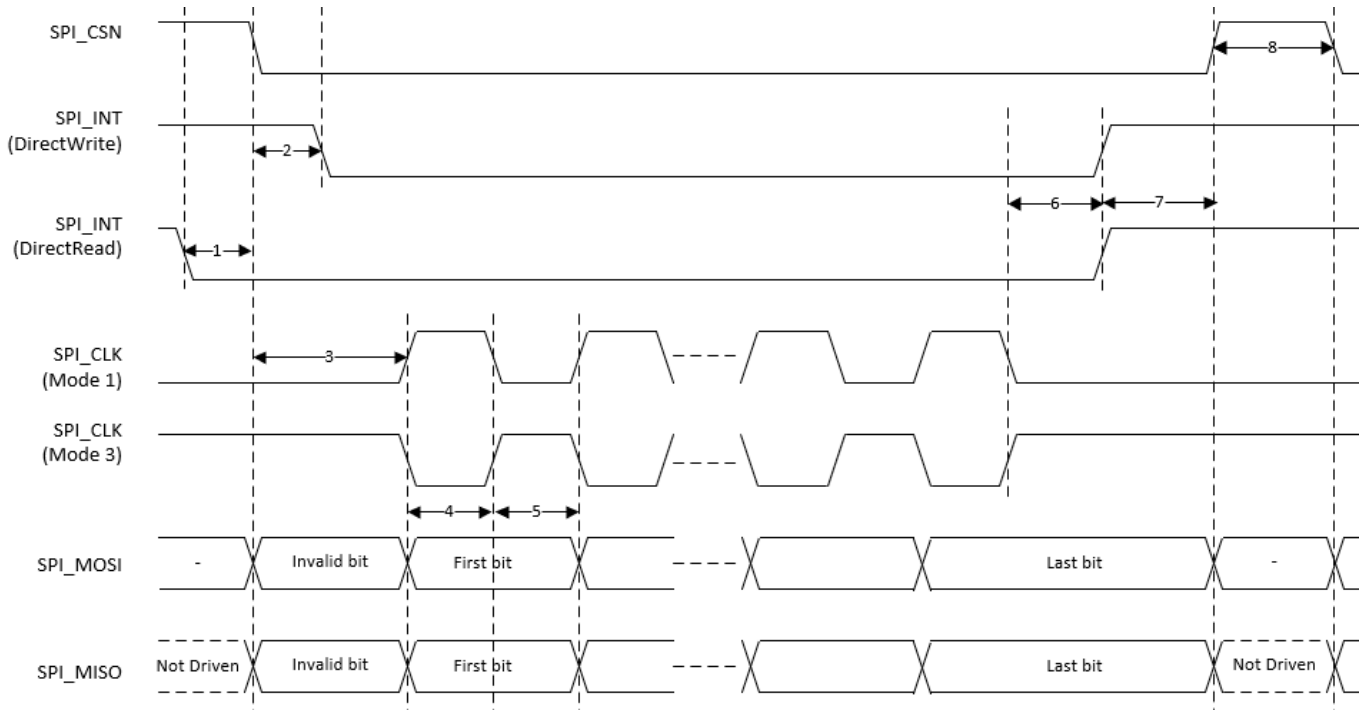 SPI_CSN
8
SPI_INT
(DirectWrite)
2
6
7
SPI_INT
(DirectRead)
1
SPI_CLK
(Mode 1)
3
SPI_CLK
(Mode 3)
4
5
SPI_MOSI
-
Invalid bit
First bit
Last bit
-
SPI_MISO
Not Driven
Invalid bit
First bit
Last bit
Not Driven